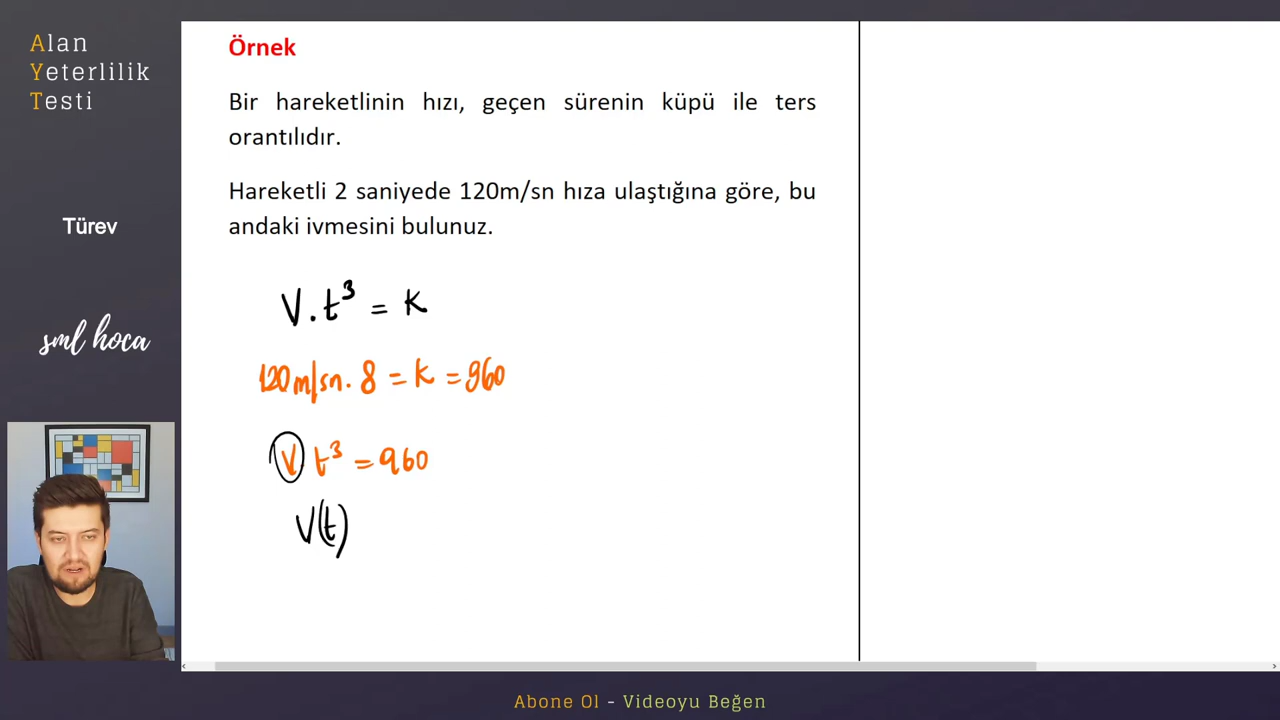 Alan
Yeterlilik
Testi
Türev
sml hoca
Örnek
Bir hareketlinin hızı, geçen sürenin küpü ile ters
orantılıdır.
Hareketli 2 saniyede 120m/sn hıza ulaştığına göre, bu
andaki ivmesini bulunuz.
V.t³ = K
120m/sn. 8 = K = 960
V t³ = 960
V(t)
Abone Ol - Videoyu Beğen